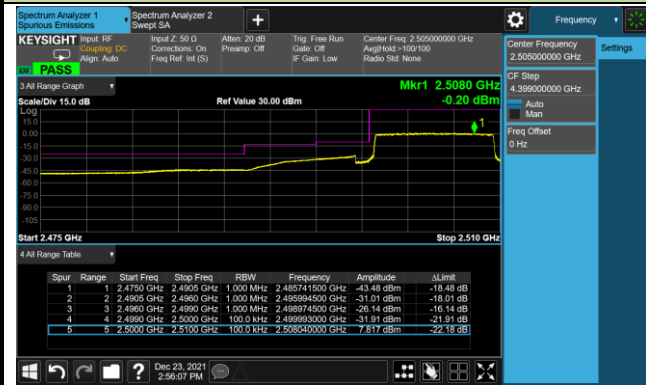 Spectrum Analyzer 1
Spurious Emissions
Spectrum Analyzer 2
Swept SA
+
Frequency
KEYSIGHT
Input: RF
Coupling: DC
Align: Auto
Input Z: 50 Ω
Corrections: On
Freq Ref: Int (S)
Atten: 20 dB
Preamp: Off
Trig: Free Run
Gate: Off
IF Gain: Low
Center Freq: 2.505000000 GHz
Avg|Hold:>100/100
Radio Std: None
PASS
Center Frequency
2.505000000 GHz
Settings
CF Step
4.399000000 GHz
Auto
Man
Freq Offset
0 Hz
3 All Range Graph
Mkr1 2.5080 GHz
Scale/Div 15.0 dB
Ref Value 30.00 dBm
-0.20 dBm
Log
15.0
0.00
-15.0
-30.0
-45.0
-60.0
-75.0
-90.0
-105
1
Start 2.475 GHz
Stop 2.510 GHz
4 All Range Table
Spur Range Start Freq Stop Freq RBW Frequency Amplitude ΔLimit
1 1 2.4750 GHz 2.4905 GHz 1.000 MHz 2.485741500 GHz -43.48 dBm -18.48 dB
2 2 2.4905 GHz 2.4960 GHz 1.000 MHz 2.495994500 GHz -31.01 dBm -18.01 dB
3 3 2.4960 GHz 2.4990 GHz 1.000 MHz 2.498974500 GHz -26.14 dBm -16.14 dB
4 4 2.4990 GHz 2.5000 GHz 100.0 kHz 2.499993000 GHz -31.91 dBm -21.91 dB
5 5 2.5000 GHz 2.5100 GHz 100.0 kHz 2.508040000 GHz 7.817 dBm -22.18 dB
?
Dec 23, 2021
2:56:07 PM